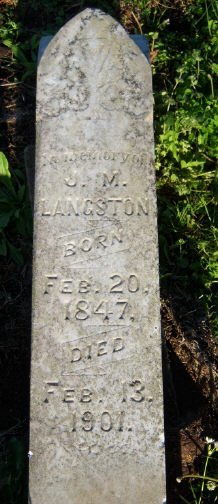 In memory of
J. M.
LANGSTON
BORN
FEB. 20,
1847.
DIED
FEB. 13,
1901.